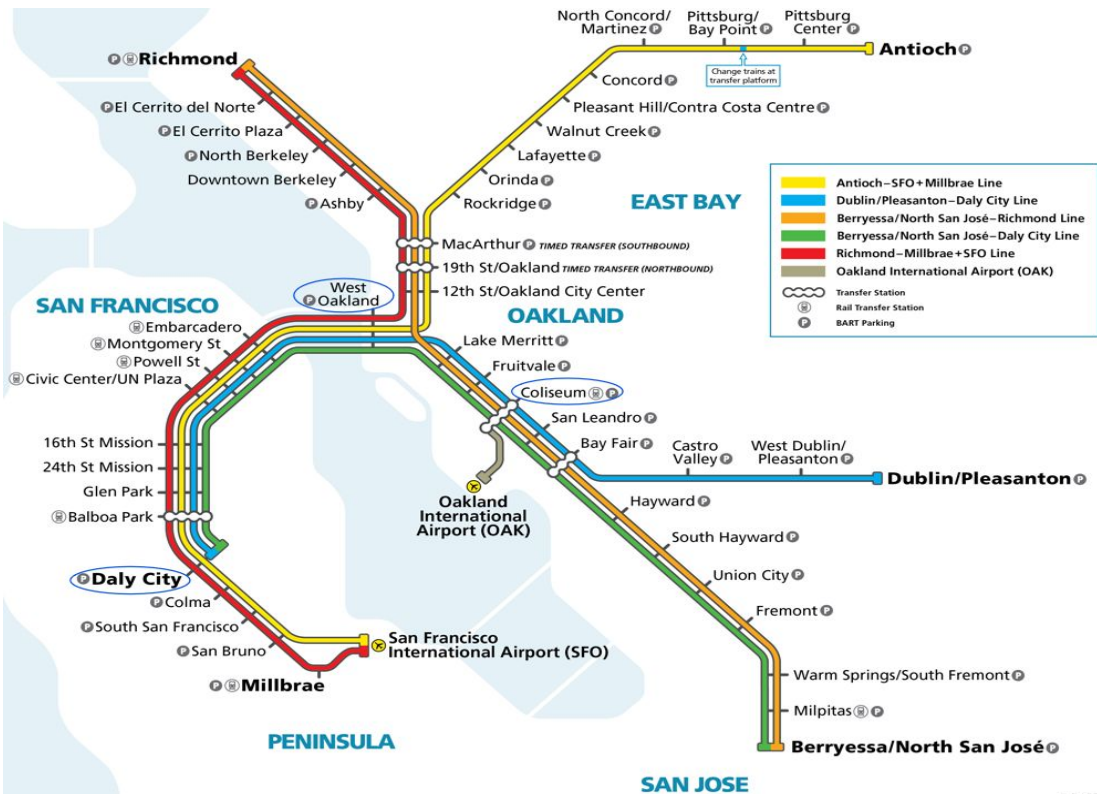 North Concord/
Martinez P
Pittsburg/
Bay Point P
Pittsburg
Center P
Antioch P
Change trains at
transfer platform
P Richmond
Concord P
P El Cerrito del Norte
Pleasant Hill/Contra Costa Centre P
P El Cerrito Plaza
Walnut Creek P
P North Berkeley
Lafayette P
Downtown Berkeley
Orinda P
P Ashby
Rockridge P
EAST BAY
Antioch–SFO+Millbrae Line
Dublin/Pleasanton–Daly City Line
Berryessa/North San José–Richmond Line
Berryessa/North San José–Daly City Line
Richmond–Millbrae+SFO Line
Oakland International Airport (OAK)
Transfer Station
Rail Transfer Station
P BART Parking
MacArthur P TIMED TRANSFER (SOUTHBOUND)
19th St/Oakland TIMED TRANSFER (NORTHBOUND)
12th St/Oakland City Center
West
P Oakland
SAN FRANCISCO
OAKLAND
Embarcadero
Montgomery St
Powell St
Civic Center/UN Plaza
Lake Merritt P
Fruitvale P
Coliseum P
San Leandro P
Bay Fair P
Castro
Valley P
West Dublin/
Pleasanton P
Dublin/Pleasanton P
16th St Mission
24th St Mission
Glen Park
Balboa Park
Oakland
International
Airport (OAK)
Hayward P
South Hayward P
Union City P
Fremont P
P Daly City
P Colma
P South San Francisco
P San Bruno
San Francisco
International Airport (SFO)
P Millbrae
Warm Springs/South Fremont P
Milpitas P
Berryessa/North San José P
PENINSULA
SAN JOSE